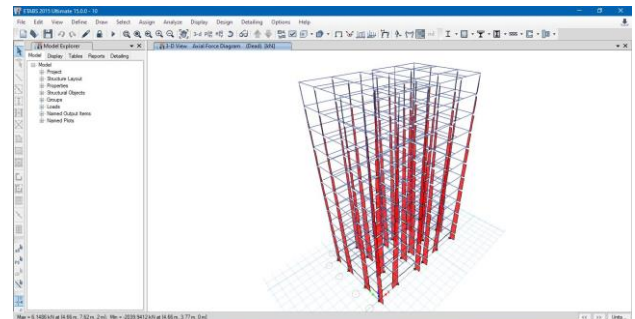 ETABS 2015 Ultimate 15.0.0 - 10
File Edit View Define Draw Select Assign Analyze Display Design Detailing Options Help
Model Explorer
3-D View Axial Force Diagram (Dead) [kN]
Model Display Tables Reports Detailing
Model
Project
Structure Layout
Properties
Structural Objects
Groups
Loads
Named Output Items
Named Plots
Units...